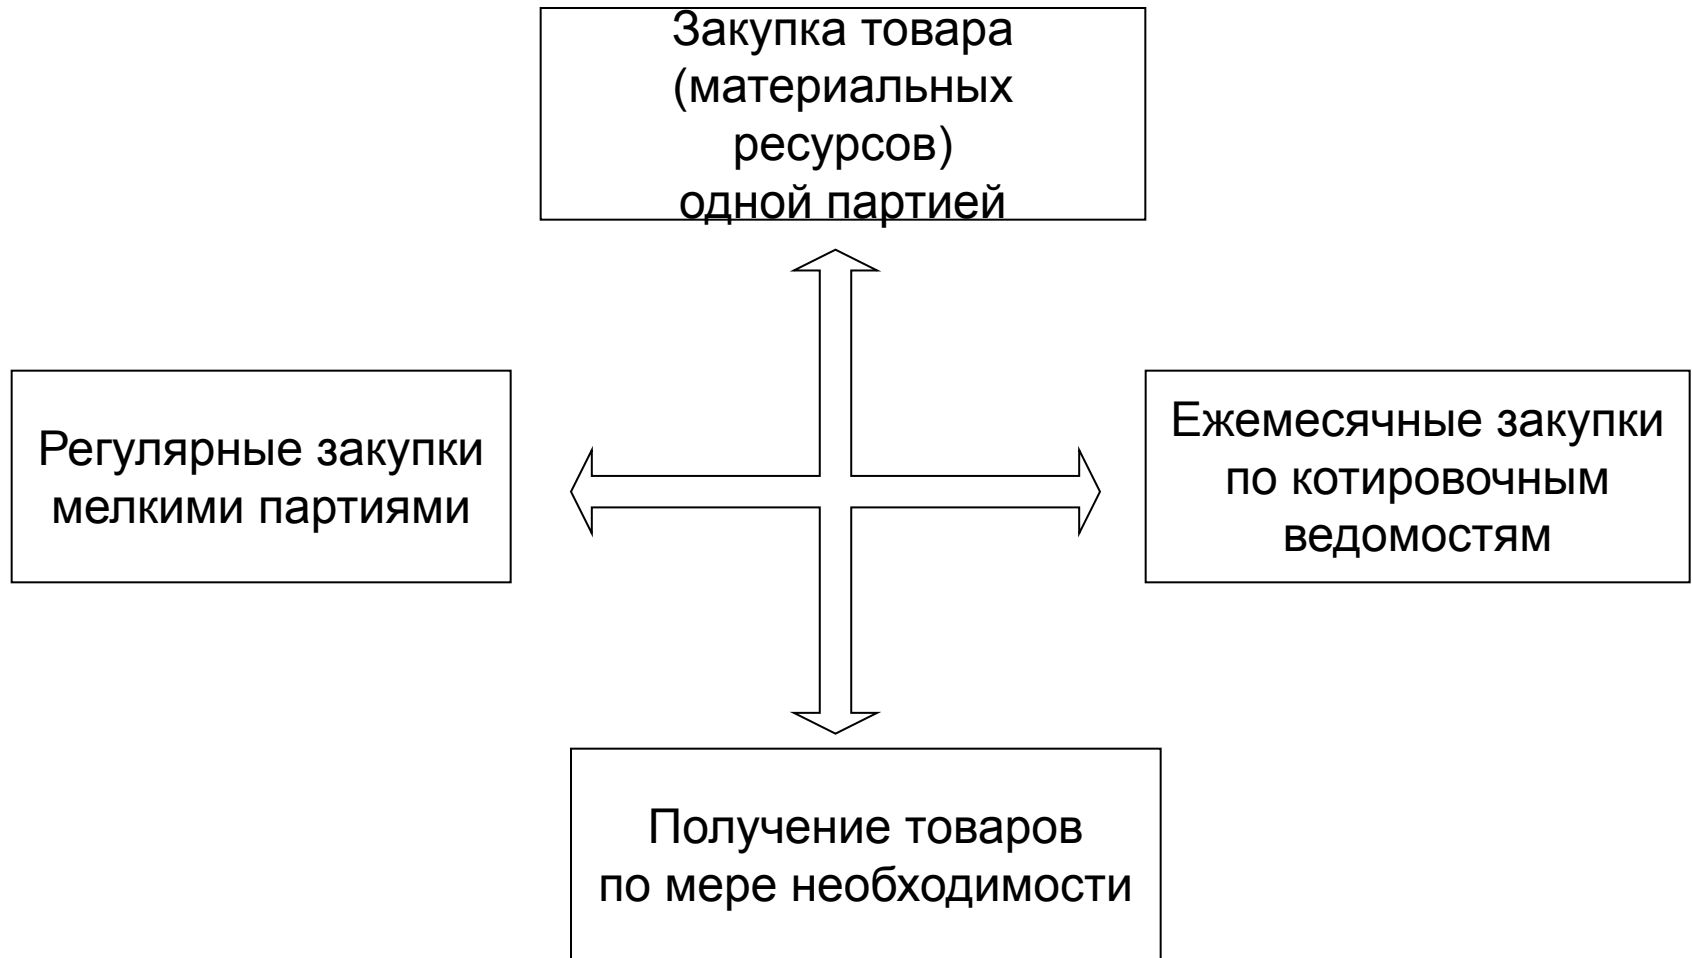 Закупка товара
(материальных
ресурсов)
одной партией
Регулярные закупки
мелкими партиями
Ежемесячные закупки
по котировочным
ведомостям
Получение товаров
по мере необходимости